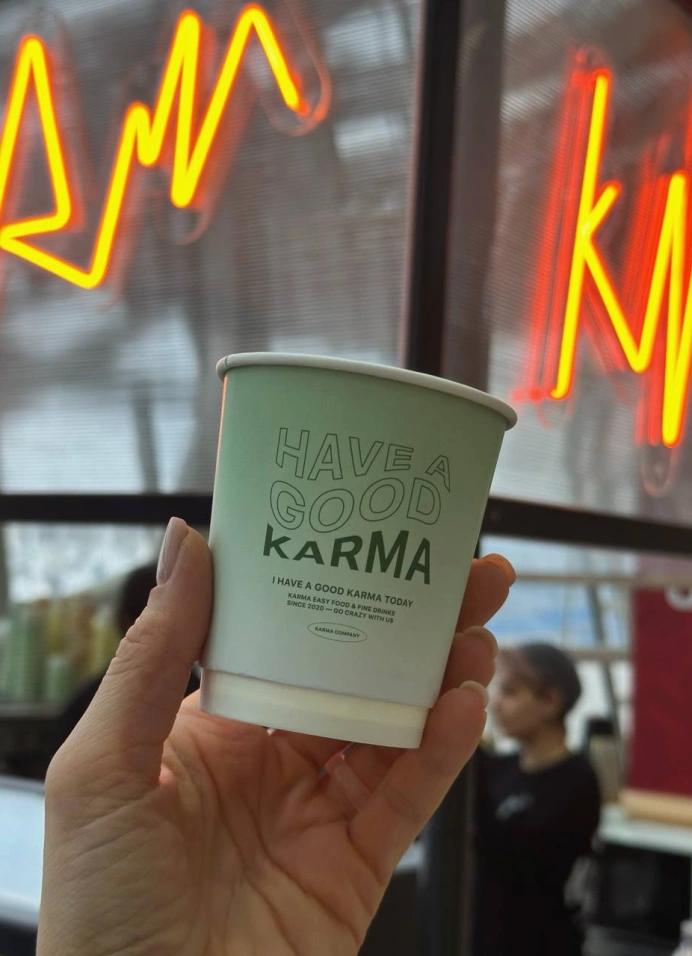 HAVE A
GOOD
KARMA
I HAVE A GOOD KARMA TODAY
KARMA EASY FOOD & FINE DRINKS
SINCE 2020 — GO CRAZY WITH US
KARMA COMPANY